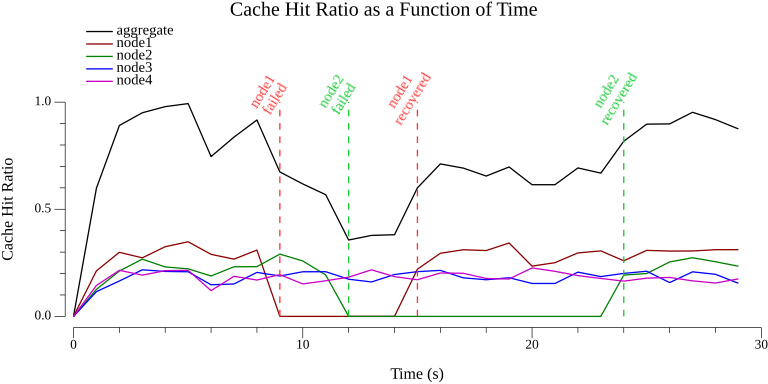 Cache Hit Ratio as a Function of Time
aggregate
node1
node2
node3
node4
node1
failed
node2
failed
node1
recovered
node2
recovered
1.0
0.5
0.0
Cache Hit Ratio
0
10
20
30
Time (s)